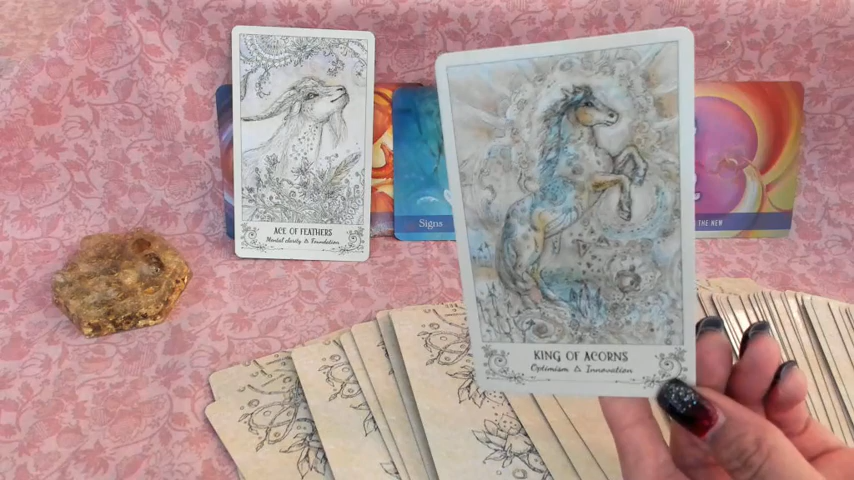 ACE OF FEATHERS
Mental clarity & Foundation
Signs
THE NEW
KING OF ACORNS
Optimism & Innovation